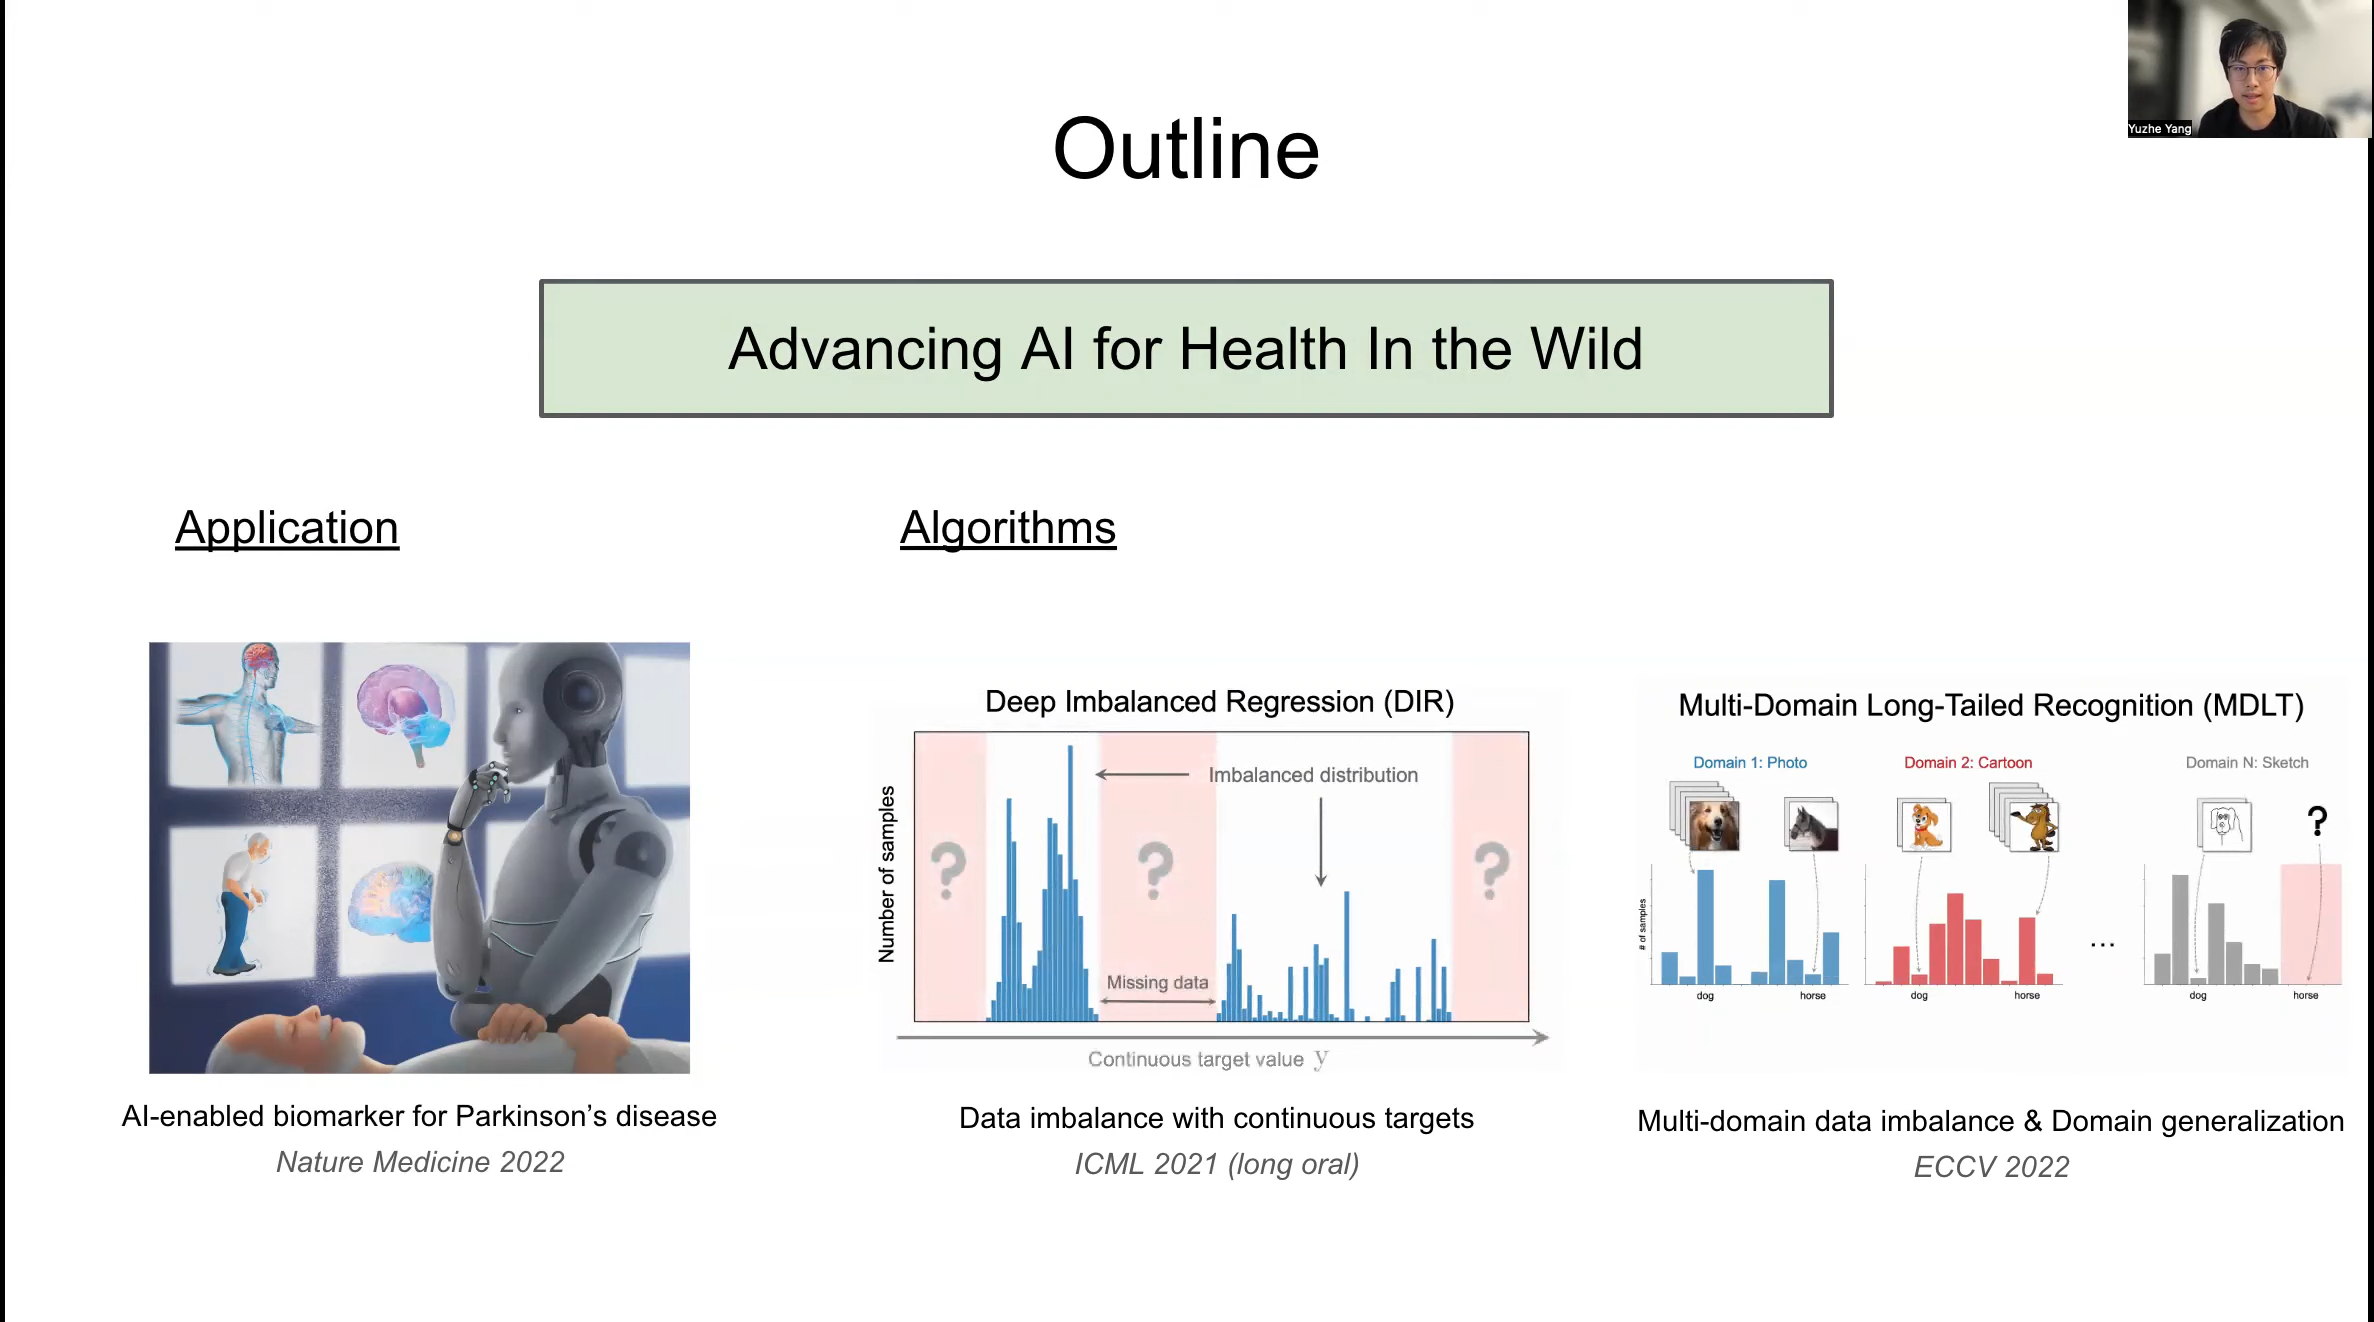 Yuzhe Yang
Outline
Advancing AI for Health In the Wild
Application
Algorithms
AI-enabled biomarker for Parkinson’s disease
Nature Medicine 2022
Deep Imbalanced Regression (DIR)
Number of samples
?
?
?
Imbalanced distribution
Missing data
Continuous target value y
Data imbalance with continuous targets
ICML 2021 (long oral)
Multi-Domain Long-Tailed Recognition (MDLT)
Domain 1: Photo
Domain 2: Cartoon
Domain N: Sketch
?
# of samples
...
dog
horse
dog
horse
dog
horse
Multi-domain data imbalance & Domain generalization
ECCV 2022